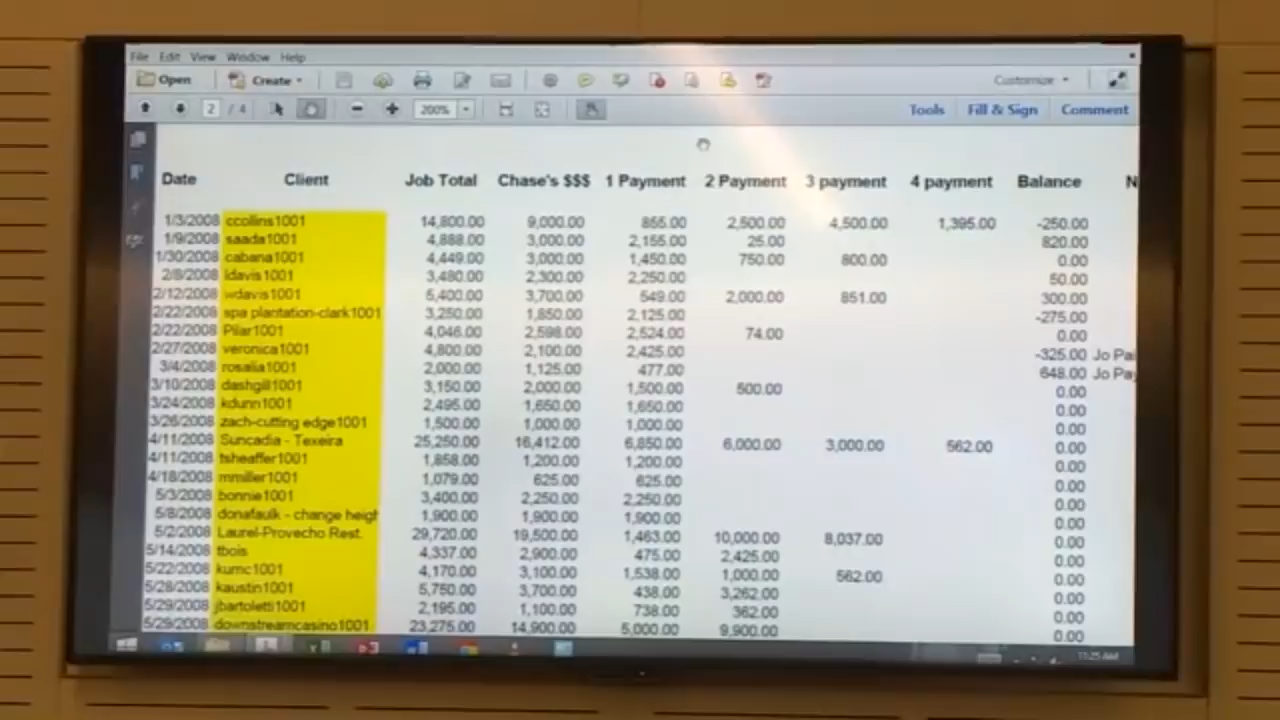 File Edit View Window Help
Open Create Customize
2 / 4 200% Tools Fill & Sign Comment
Date Client Job Total Chase's $$$ 1 Payment 2 Payment 3 payment 4 payment Balance N
1/3/2008 ccollins1001 14,800.00 9,000.00 855.00 2,500.00 4,500.00 1,395.00 -250.00
1/9/2008 saada1001 4,888.00 3,000.00 2,155.00 25.00 820.00
1/30/2008 cabana1001 4,449.00 3,000.00 1,450.00 750.00 800.00 0.00
2/8/2008 ldavis1001 3,480.00 2,300.00 2,250.00 50.00
2/12/2008 wdavis1001 5,400.00 3,700.00 549.00 2,000.00 851.00 300.00
2/22/2008 spa plantation-clark1001 3,250.00 1,850.00 2,125.00 -275.00
2/22/2008 Pilar1001 4,046.00 2,598.00 2,524.00 74.00 0.00
2/27/2008 veronica1001 4,800.00 2,100.00 2,425.00 -325.00 Jo Pai
3/4/2008 rosalia1001 2,000.00 1,125.00 477.00 648.00 Jo Pay
3/10/2008 dashgill1001 3,150.00 2,000.00 1,500.00 500.00 0.00
3/24/2008 kdunn1001 2,495.00 1,650.00 1,650.00 0.00
3/26/2008 zach-cutting edge1001 1,500.00 1,000.00 1,000.00 0.00
4/11/2008 Suncadia - Texeira 25,250.00 16,412.00 6,850.00 6,000.00 3,000.00 562.00 0.00
4/11/2008 tsheaffer1001 1,858.00 1,200.00 1,200.00 0.00
4/18/2008 mmiller1001 1,079.00 625.00 625.00 0.00
5/3/2008 bonnie1001 3,400.00 2,250.00 2,250.00 0.00
5/8/2008 donafaulk - change heigh 1,900.00 1,900.00 1,900.00 0.00
5/2/2008 Laurel-Provecho Rest. 29,720.00 19,500.00 1,463.00 10,000.00 8,037.00 0.00
5/14/2008 tbois 4,337.00 2,900.00 475.00 2,425.00 0.00
5/22/2008 kumc1001 4,170.00 3,100.00 1,538.00 1,000.00 562.00 0.00
5/28/2008 kaustin1001 5,750.00 3,700.00 438.00 3,262.00 0.00
5/29/2008 jbartoletti1001 2,195.00 1,100.00 738.00 362.00 0.00
5/29/2008 downstreamcasino1001 23,275.00 14,900.00 5,000.00 9,900.00 0.00
11:25 AM